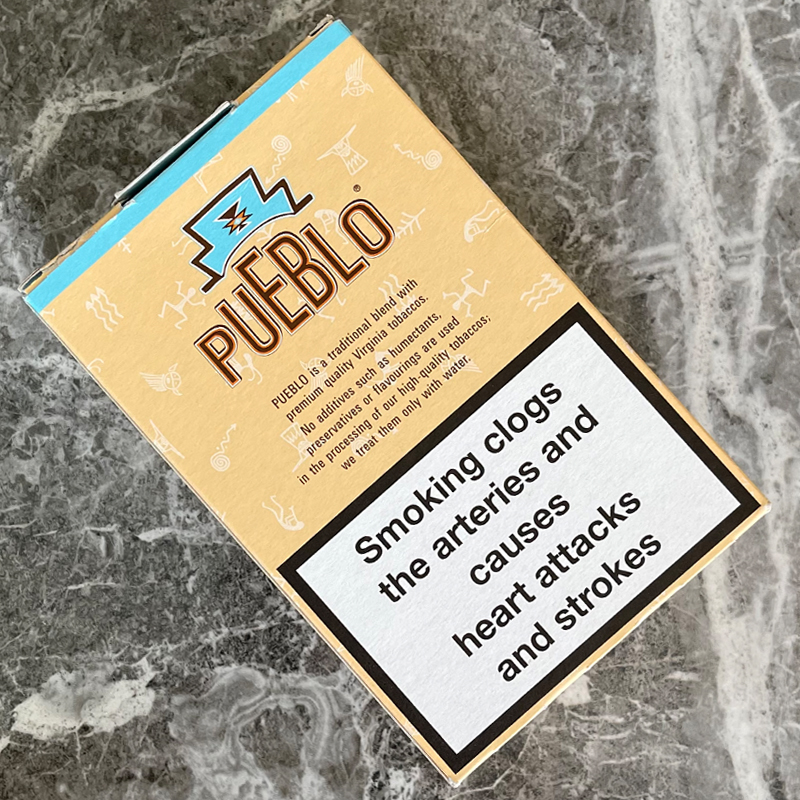 PUEBLO®
PUEBLO is a traditional blend with
premium quality Virginia tobaccos.
No additives such as humectants,
preservatives or flavourings are used
in the processing of our high-quality tobaccos;
we treat them only with water.
Smoking clogs
the arteries and
causes
heart attacks
and strokes